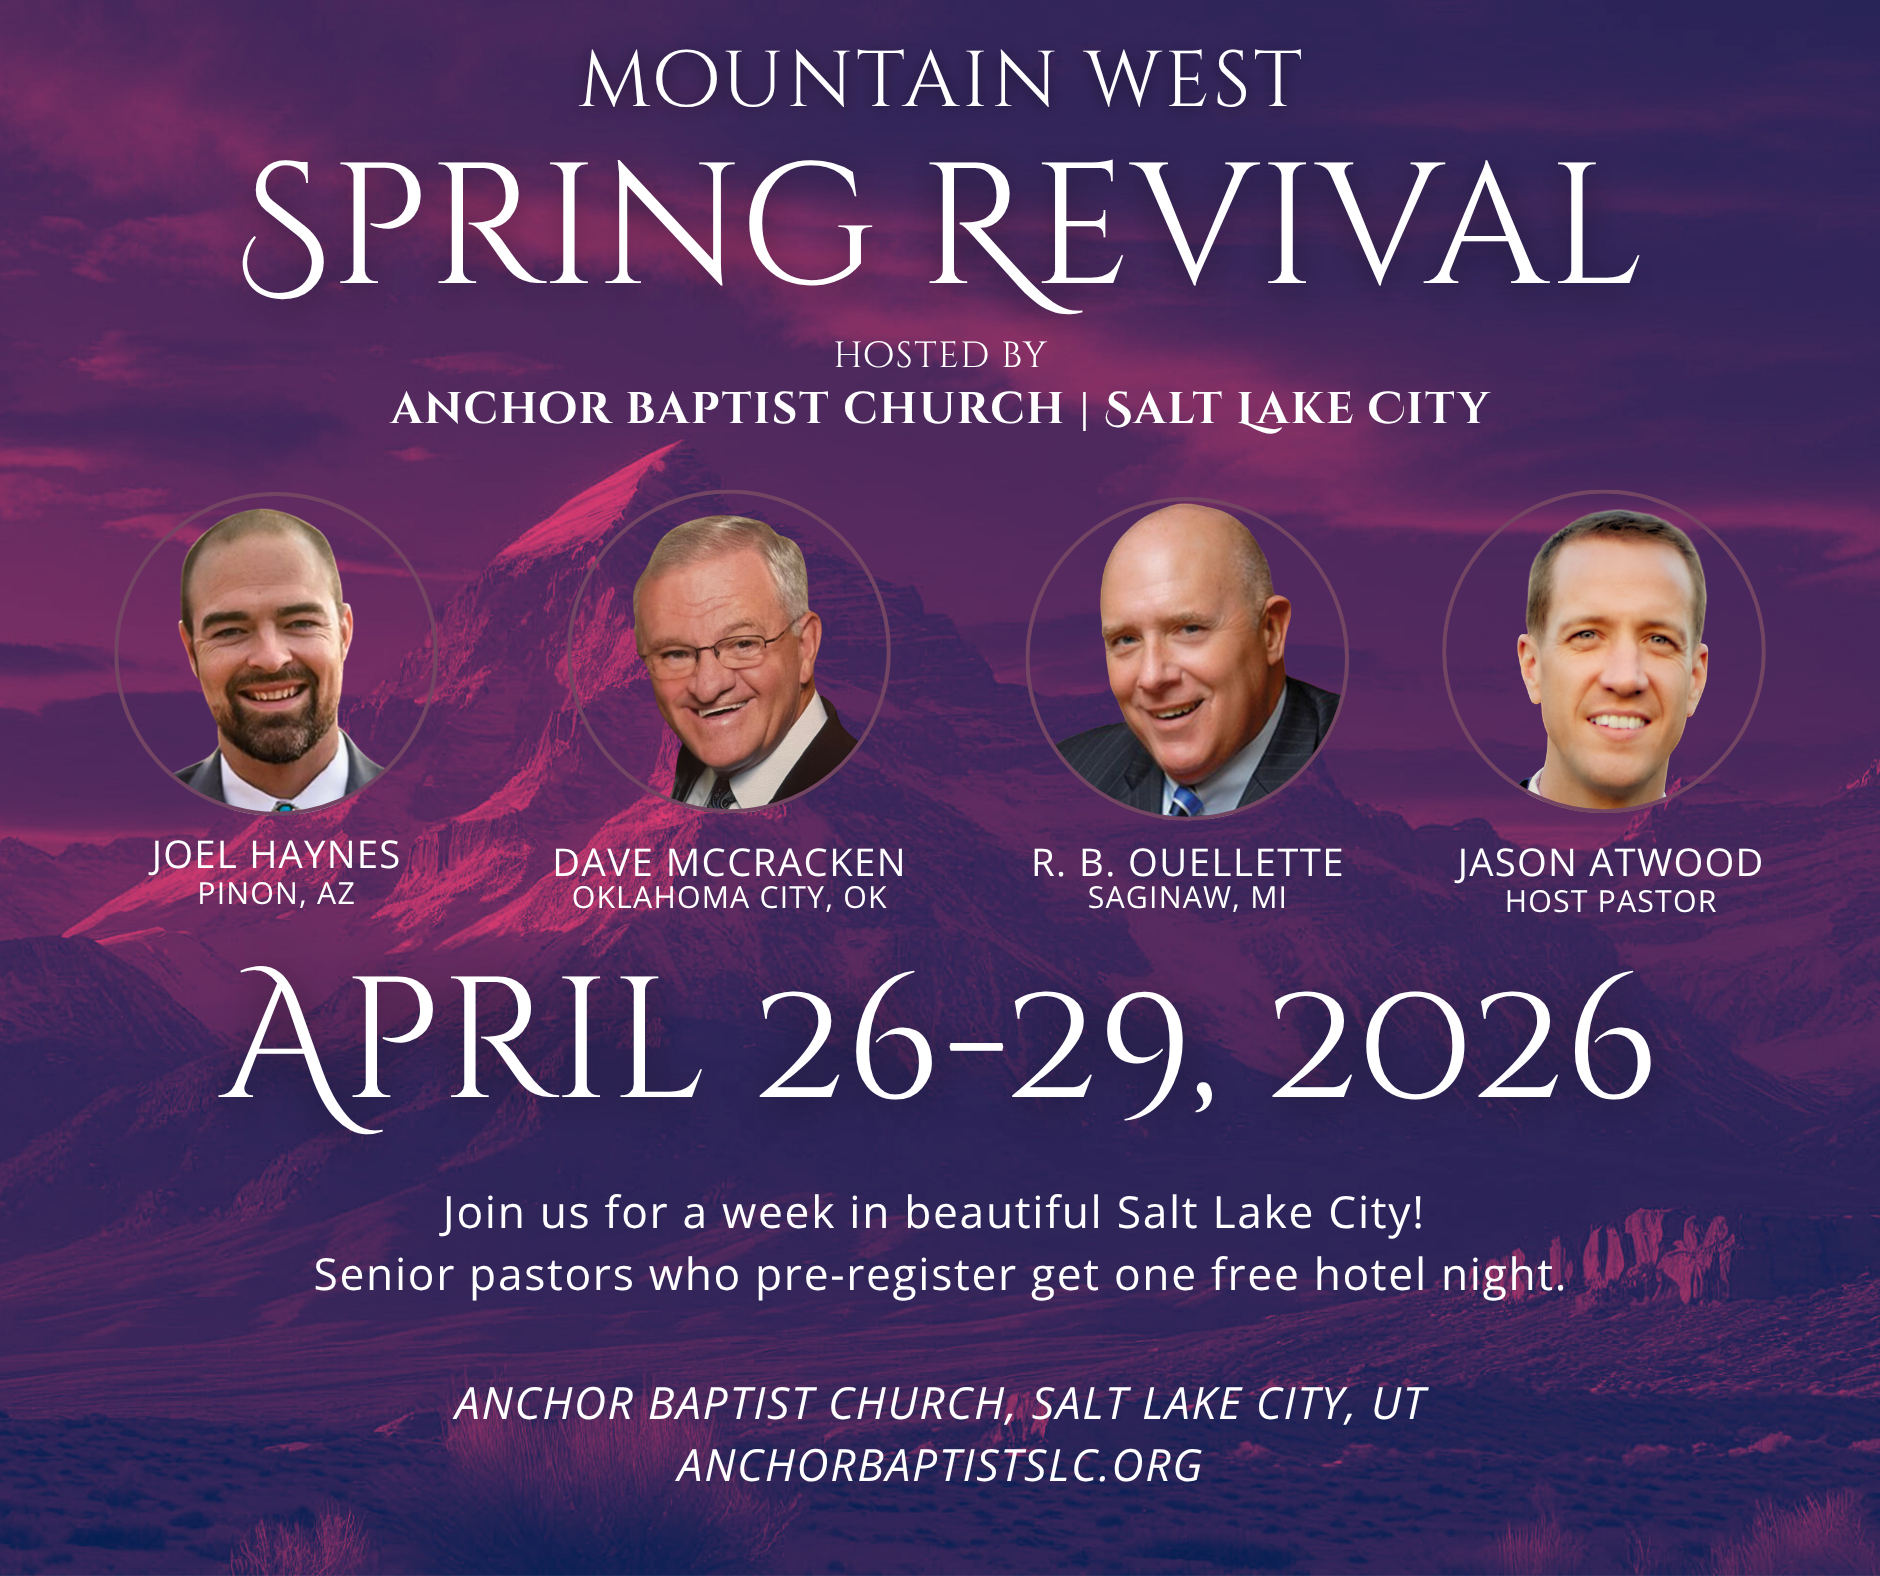 MOUNTAIN WEST
SPRING REVIVAL
HOSTED BY
ANCHOR BAPTIST CHURCH | SALT LAKE CITY
JOEL HAYNES
PINON, AZ
DAVE MCCRACKEN
OKLAHOMA CITY, OK
R. B. OUELLETTE
SAGINAW, MI
JASON ATWOOD
HOST PASTOR
APRIL 26-29, 2026
Join us for a week in beautiful Salt Lake City!
Senior pastors who pre-register get one free hotel night.
ANCHOR BAPTIST CHURCH, SALT LAKE CITY, UT
ANCHORBAPTISTSLC.ORG